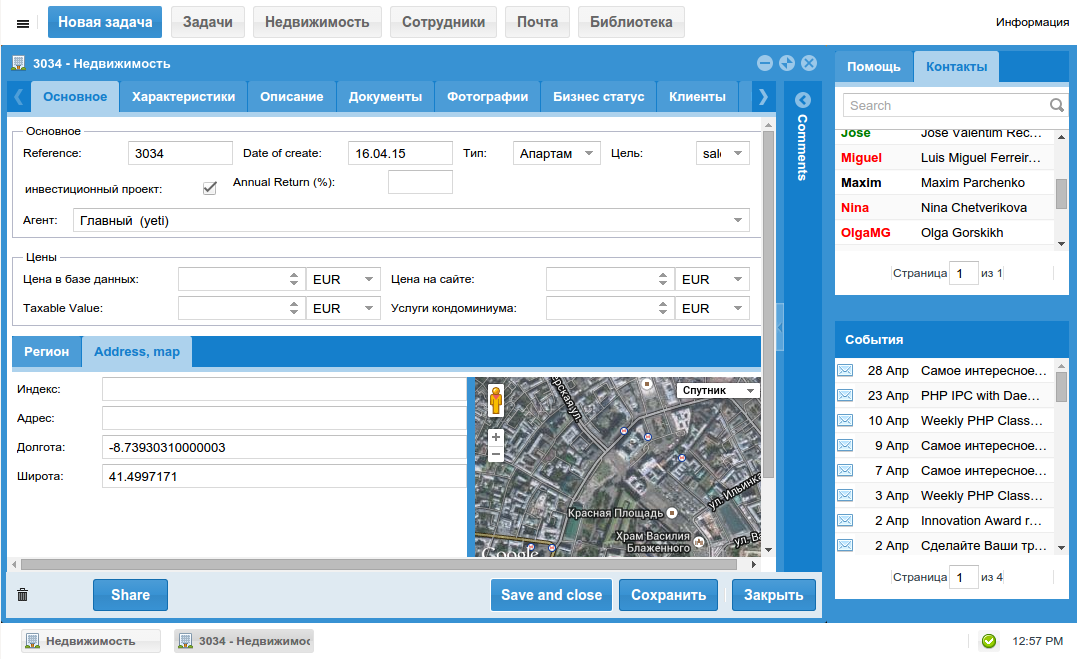 Новая задача Задачи Недвижимость Сотрудники Почта Библиотека Информация
3034 - Недвижимость
Основное Характеристики Описание Документы Фотографии Бизнес статус Клиенты
Comments
Основное
Reference: 3034 Date of create: 16.04.15 Тип: Апартам Цель: sale
инвестиционный проект: Annual Return (%):
Агент: Главный (yeti)
Цены
Цена в базе данных: EUR Цена на сайте: EUR
Taxable Value: EUR Услуги кондоминиума: EUR
Регион Address, map
Индекс:
Адрес:
Долгота: -8.73930310000003
Широта: 41.4997171
Спутник
ерская ул.
ул. Ильинка
Красная Площадь
Храм Василия
Блаженного
ул. Ва
Google
Share Save and close Сохранить Закрыть
Помощь Контакты
Search
Jose Jose Valentim Rec...
Miguel Luis Miguel Ferreir...
Maxim Maxim Parchenko
Nina Nina Chetverikova
OlgaMG Olga Gorskikh
Страница 1 из 1
События
28 Апр Самое интересное...
23 Апр PHP IPC with Dae...
10 Апр Weekly PHP Class...
9 Апр Самое интересное...
7 Апр Самое интересное...
3 Апр Weekly PHP Class...
2 Апр Innovation Award r...
2 Апр Сделайте Ваши тр...
Страница 1 из 4
Недвижимость 3034 - Недвижимос 12:57 PM